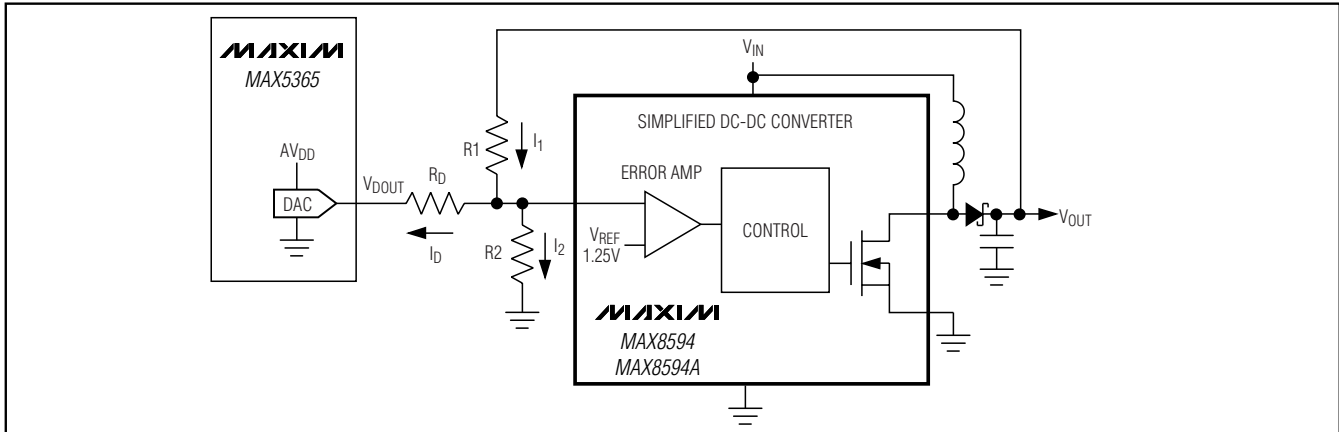 MAXIM
MAX5365
AVDD
DAC
VDOUT
RD
ID
R1
I1
R2
I2
VIN
SIMPLIFIED DC-DC CONVERTER
ERROR AMP
VREF
1.25V
CONTROL
VOUT
MAXIM
MAX8594
MAX8594A